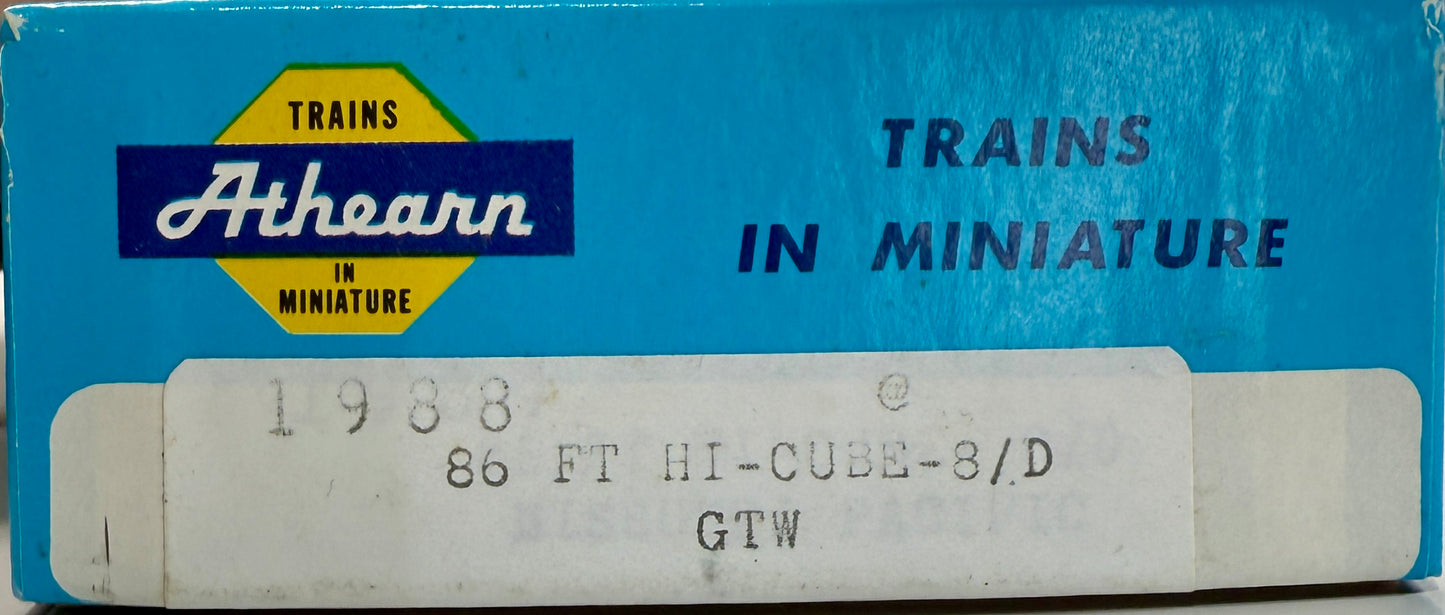 TRAINS
Athearn
IN
MINIATURE
TRAINS
IN MINIATURE
1988 @
86 FT HI-CUBE-8/D
GTW